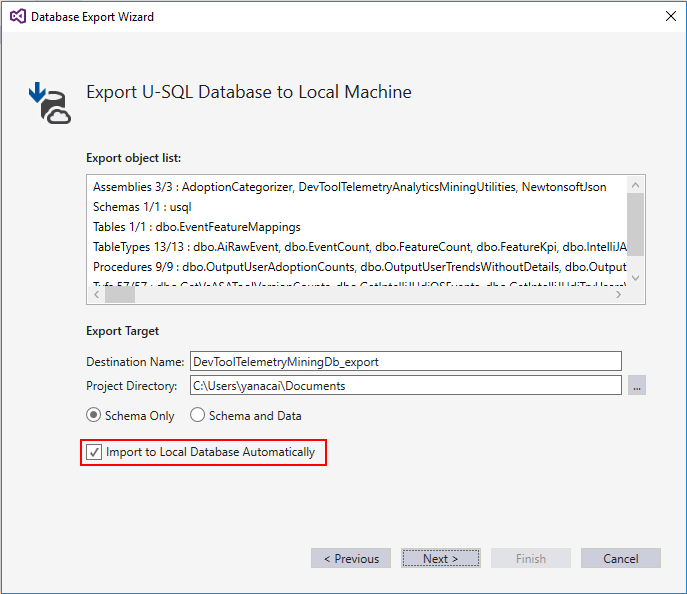 Database Export Wizard
Export U-SQL Database to Local Machine
Export object list:
Assemblies 3/3 : AdoptionCategorizer, DevToolTelemetryAnalyticsMiningUtilities, NewtonsoftJson
Schemas 1/1 : usql
Tables 1/1 : dbo.EventFeatureMappings
TableTypes 13/13 : dbo.AiRawEvent, dbo.EventCount, dbo.FeatureCount, dbo.FeatureKpi, dbo.IntelliJA
Procedures 9/9 : dbo.OutputUserAdoptionCounts, dbo.OutputUserTrendsWithoutDetails, dbo.Output
Export Target
Destination Name: DevToolTelemetryMiningDb_export
Project Directory: C:\Users\yanacai\Documents ...
Schema Only Schema and Data
Import to Local Database Automatically
< Previous Next > Finish Cancel